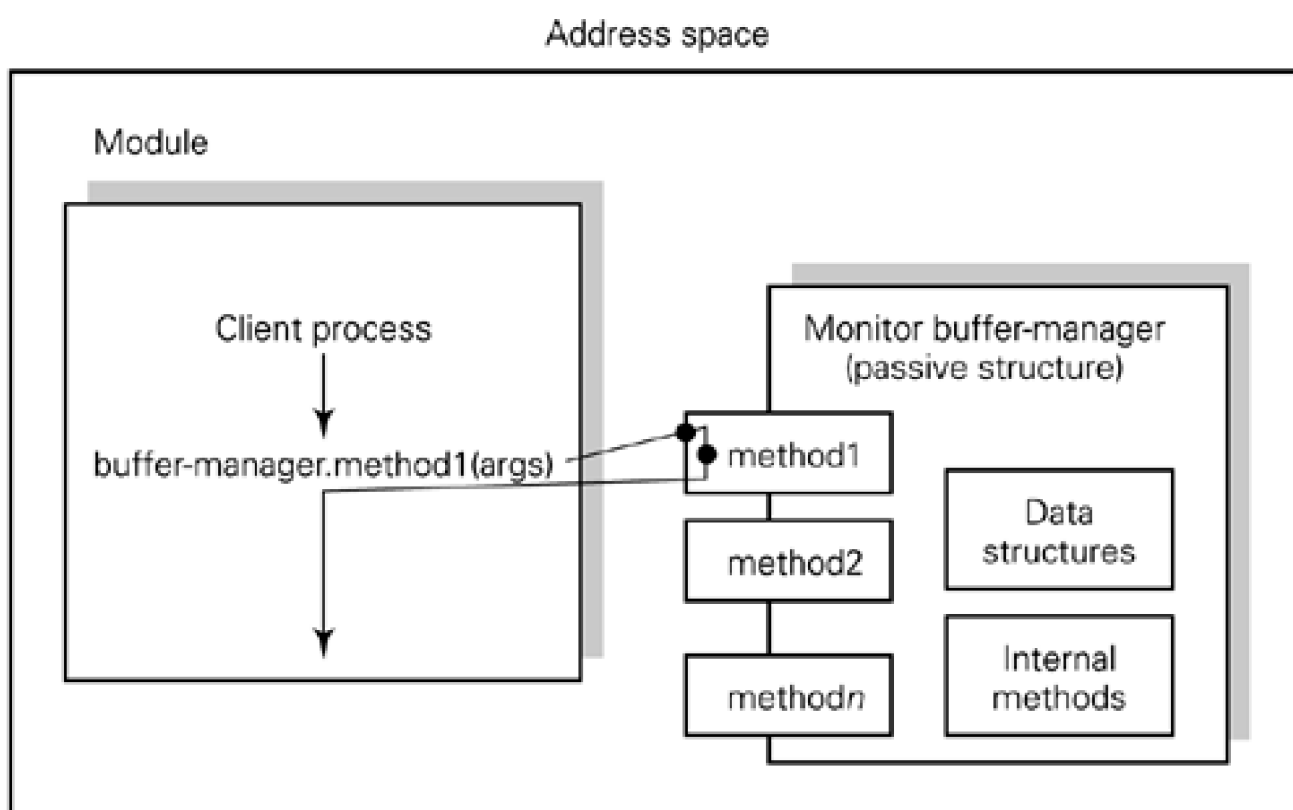 Address space
Module
Client process
buffer-manager.method1(args)
Monitor buffer-manager
(passive structure)
method1
method2
methodn
Data
structures
Internal
methods